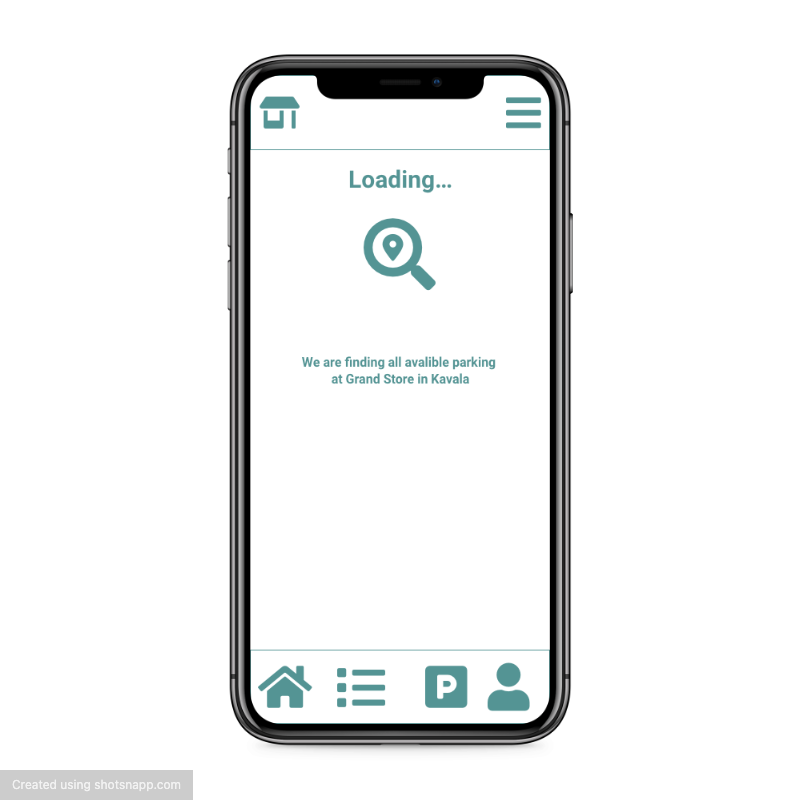 Loading...
We are finding all avalible parking
at Grand Store in Kavala
P
Created using shotsnapp.com